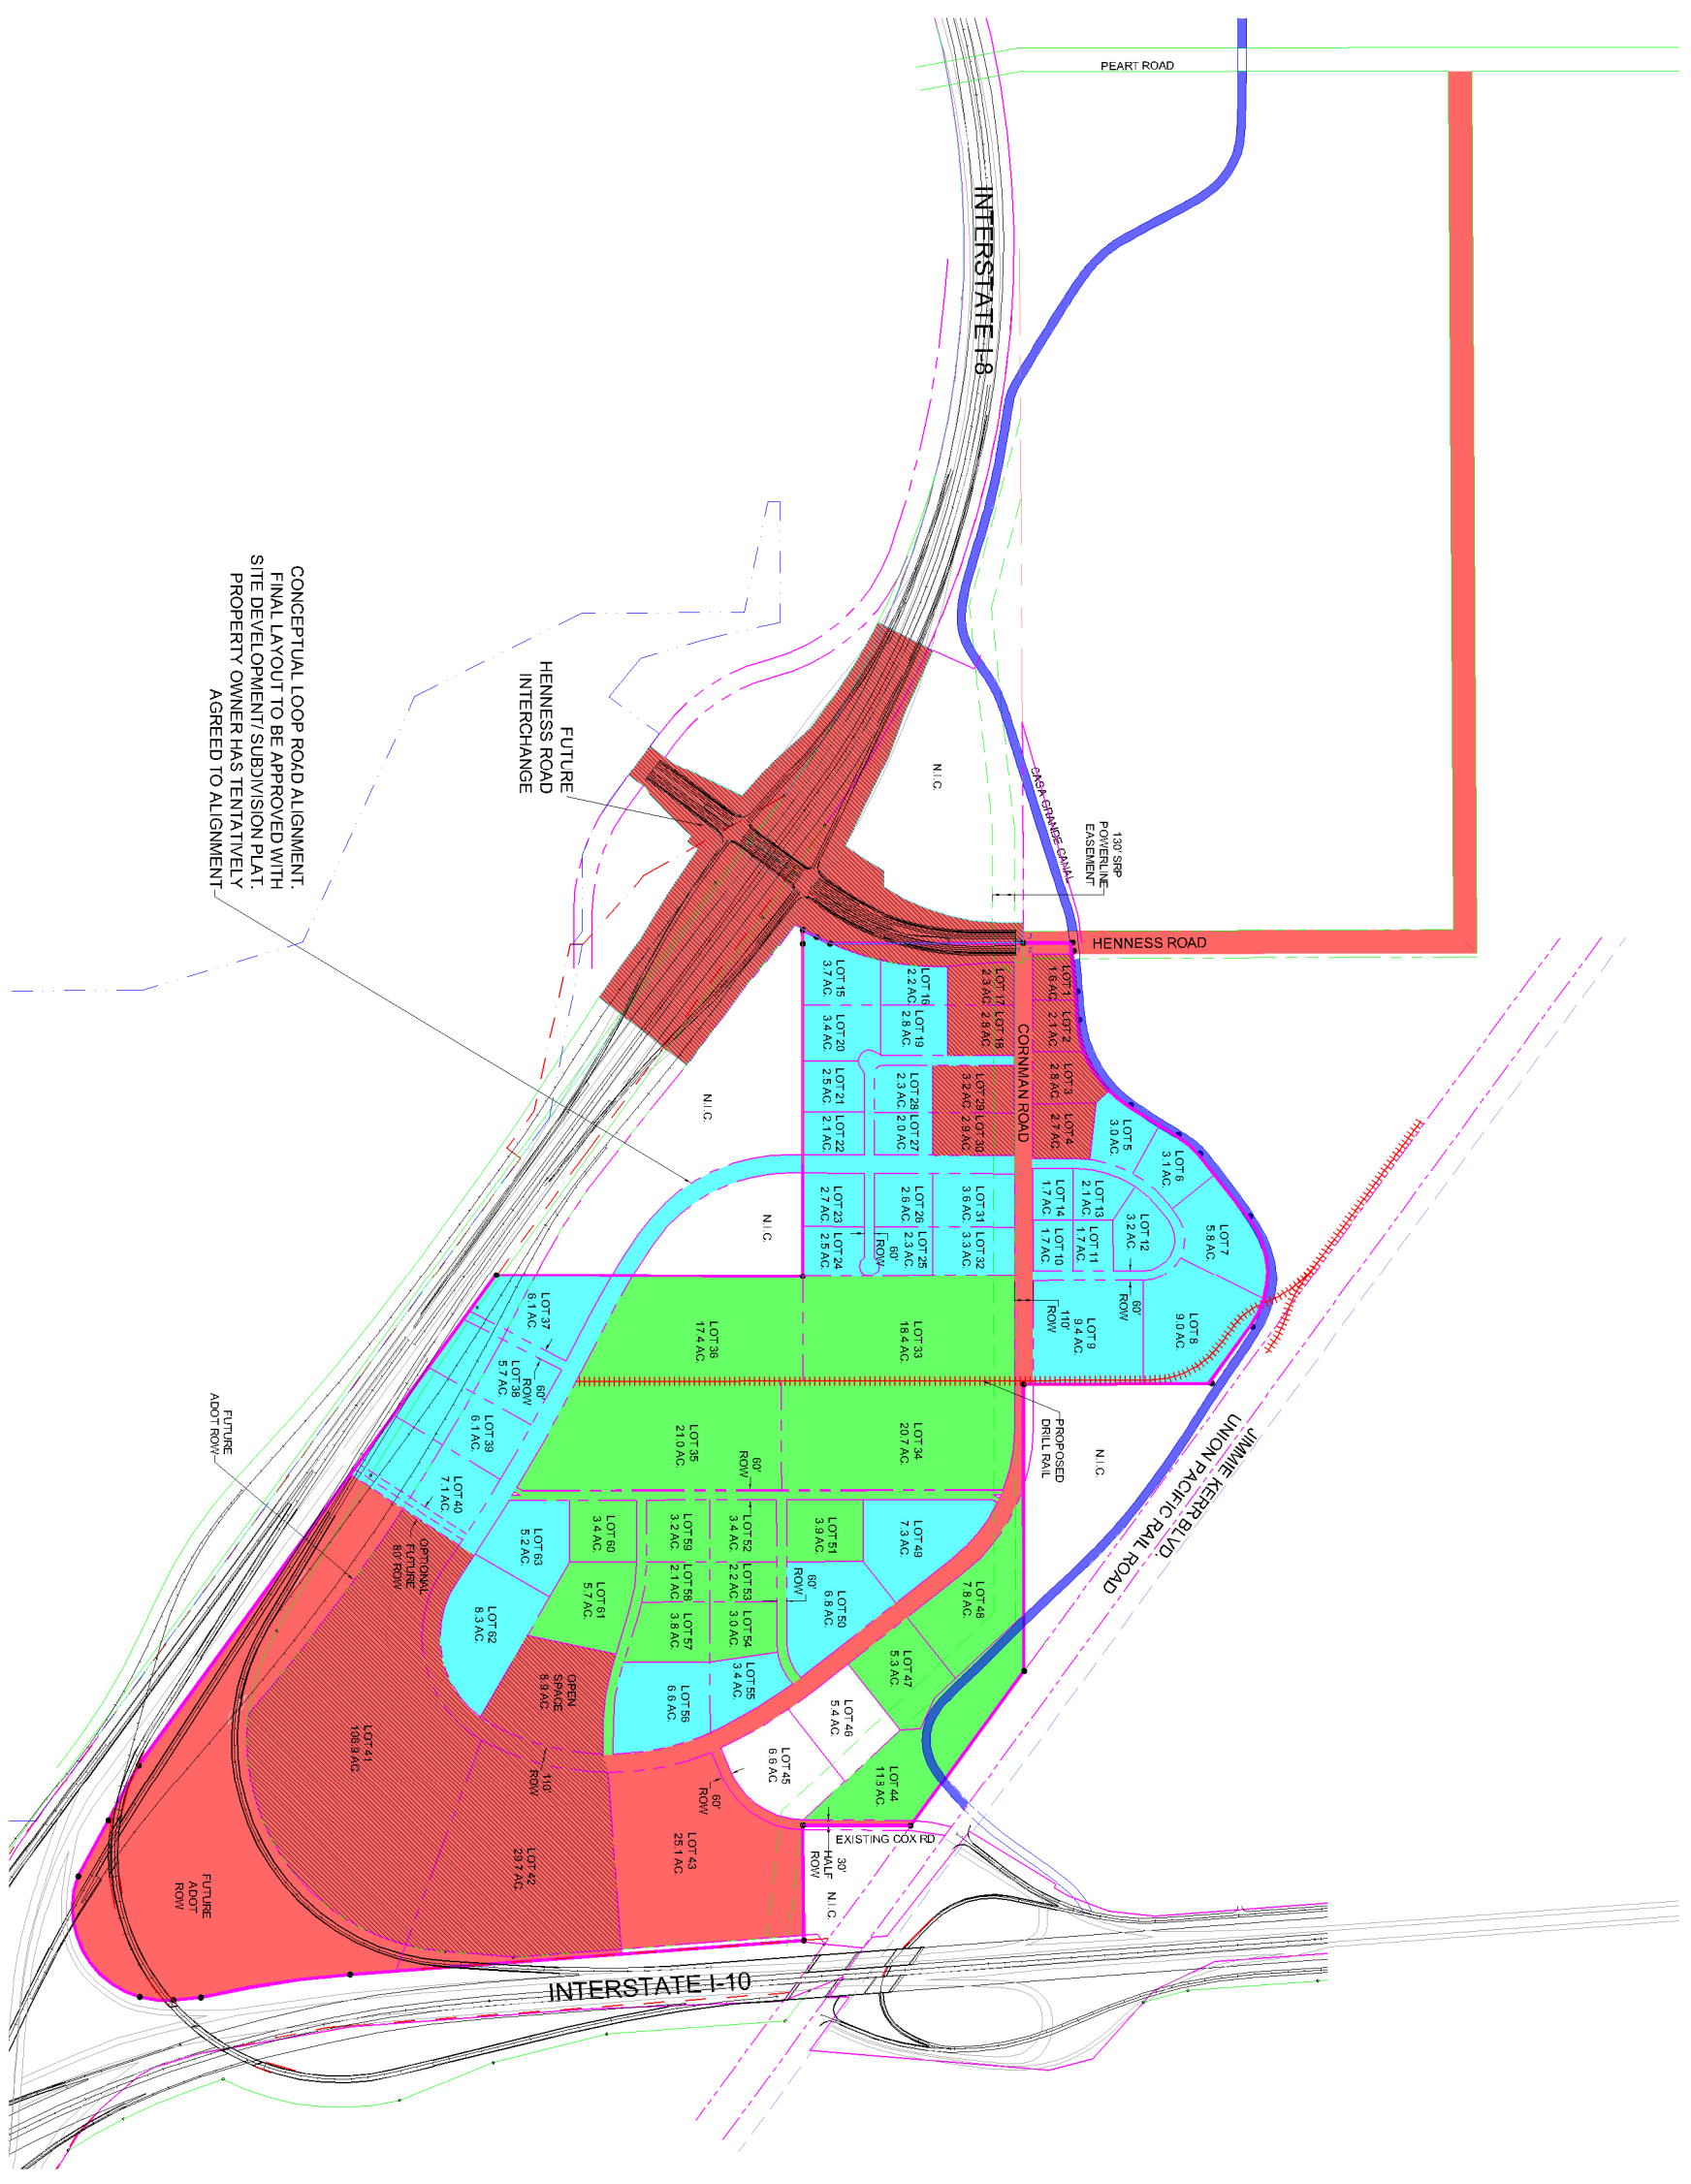 PEART ROAD
INTERSTATE I-8
CASA GRANDE CANAL
130' SRP
POWERLINE
EASEMENT
N.I.C.
HENNESS ROAD
FUTURE
HENNESS ROAD
INTERCHANGE
CONCEPTUAL LOOP ROAD ALIGNMENT.
FINAL LAYOUT TO BE APPROVED WITH
SITE DEVELOPMENT/ SUBDIVISION PLAT.
PROPERTY OWNER HAS TENTATIVELY
AGREED TO ALIGNMENT
CORNMAN ROAD
LOT 1
1.6 AC.
LOT 2
2.1 AC.
LOT 3
2.8 AC.
LOT 4
2.7 AC.
LOT 5
3.0 AC.
LOT 6
3.1 AC.
LOT 7
5.8 AC.
LOT 8
9.0 AC.
LOT 9
9.4 AC.
110'
ROW
60'
ROW
LOT 10
1.7 AC.
LOT 11
1.7 AC.
LOT 12
3.2 AC.
LOT 13
2.1 AC.
LOT 14
1.7 AC.
LOT 15
3.7 AC.
LOT 16
2.2 AC.
LOT 17
2.3 AC.
LOT 18
2.8 AC.
LOT 19
2.8 AC.
LOT 20
3.4 AC.
LOT 21
2.5 AC.
LOT 22
2.1 AC.
LOT 23
2.7 AC.
LOT 24
2.5 AC.
LOT 25
2.3 AC.
LOT 26
2.6 AC.
LOT 27
2.0 AC.
LOT 28
2.3 AC.
LOT 29
3.2 AC.
LOT 30
2.9 AC.
LOT 31
3.6 AC.
LOT 32
3.3 AC.
60'
ROW
N.I.C.
N.I.C.
LOT 33
18.4 AC.
LOT 34
20.7 AC.
LOT 35
21.0 AC.
LOT 36
17.4 AC.
LOT 37
6.1 AC.
60'
ROW
LOT 38
5.7 AC.
LOT 39
6.1 AC.
LOT 40
7.1 AC.
PROPOSED
DRILL RAIL
N.I.C.
JIMMIE KERR BLVD.
UNION PACIFIC RAIL ROAD
60'
ROW
FUTURE
ADOT ROW
OPTIONAL
FUTURE
80' ROW
LOT 41
106.9 AC.
LOT 42
29.7 AC.
LOT 43
25.1 AC.
LOT 44
11.3 AC.
LOT 45
6.6 AC.
LOT 46
5.4 AC.
LOT 47
5.3 AC.
LOT 48
7.8 AC.
LOT 49
7.3 AC.
LOT 50
6.8 AC.
LOT 51
3.9 AC.
LOT 52
3.4 AC.
LOT 53
2.2 AC.
LOT 54
3.0 AC.
LOT 55
3.4 AC.
LOT 56
6.6 AC.
LOT 57
3.8 AC.
LOT 58
2.1 AC.
LOT 59
3.2 AC.
LOT 60
3.4 AC.
LOT 61
5.7 AC.
LOT 62
8.3 AC.
LOT 63
5.2 AC.
60'
ROW
OPEN
SPACE
8.9 AC.
110'
ROW
60'
ROW
EXISTING COX RD
30'
HALF
ROW
N.I.C.
FUTURE
ADOT
ROW
INTERSTATE I-10